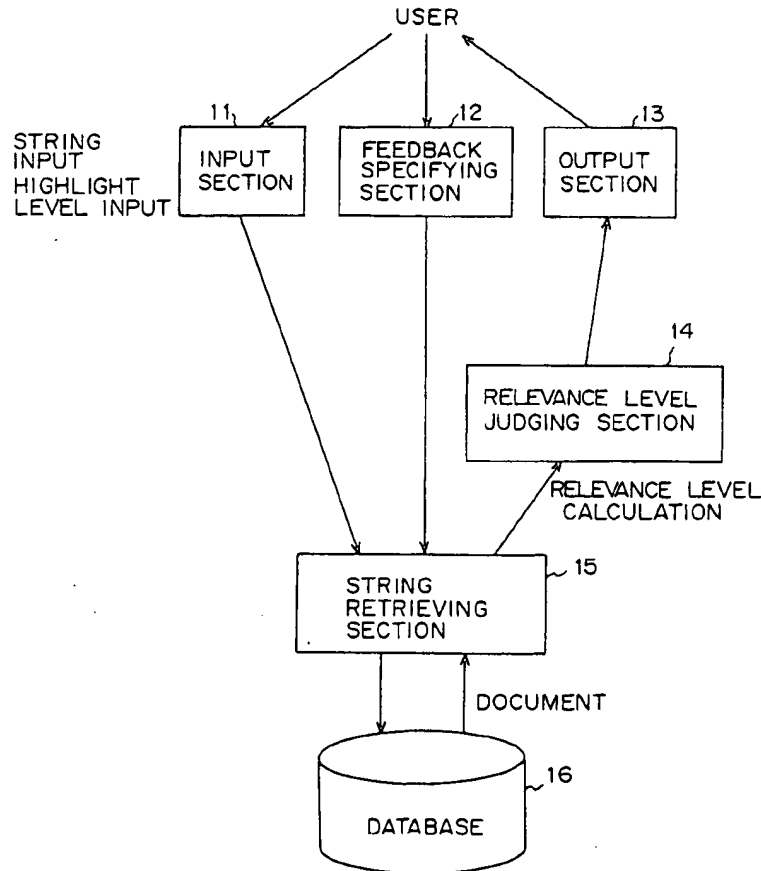 USER
11
12
13
STRING
INPUT
HIGHLIGHT
LEVEL INPUT
INPUT
SECTION
FEEDBACK
SPECIFYING
SECTION
OUTPUT
SECTION
14
RELEVANCE LEVEL
JUDGING SECTION
RELEVANCE LEVEL
CALCULATION
15
STRING
RETRIEVING
SECTION
DOCUMENT
16
DATABASE